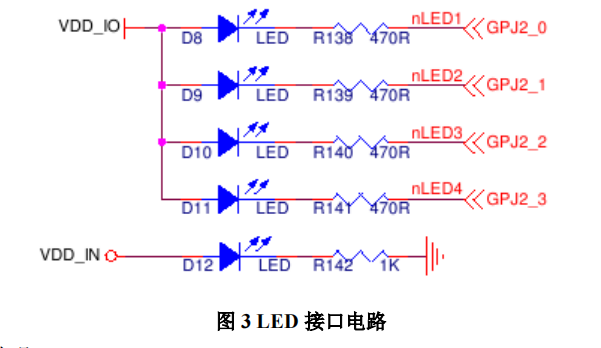 VDD_IO D8 LED R138 470R nLED1 GPJ2_0
D9 LED R139 470R nLED2 GPJ2_1
D10 LED R140 470R nLED3 GPJ2_2
D11 LED R141 470R nLED4 GPJ2_3
VDD_IN D12 LED R142 1K
图 3 LED 接口电路